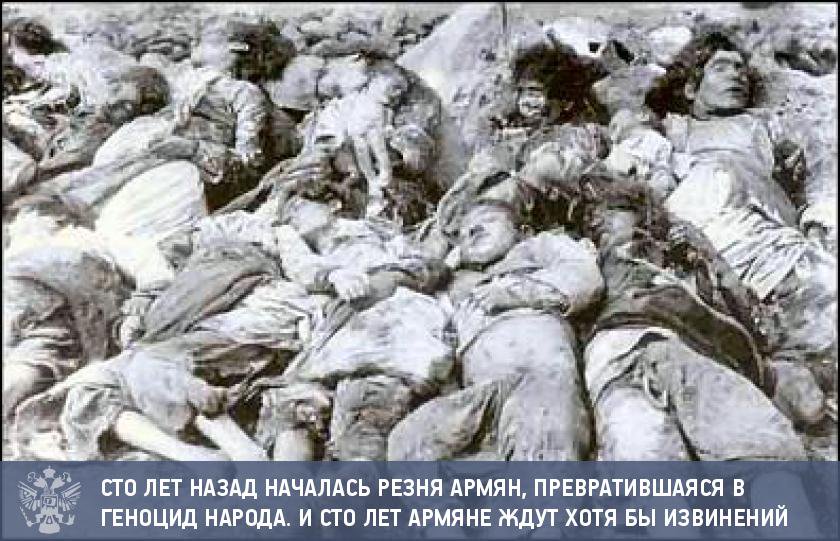 СТО ЛЕТ НАЗАД НАЧАЛАСЬ РЕЗНЯ АРМЯН, ПРЕВРАТИВШАЯСЯ В
ГЕНОЦИД НАРОДА. И СТО ЛЕТ АРМЯНЕ ЖДУТ ХОТЯ БЫ ИЗВИНЕНИЙ